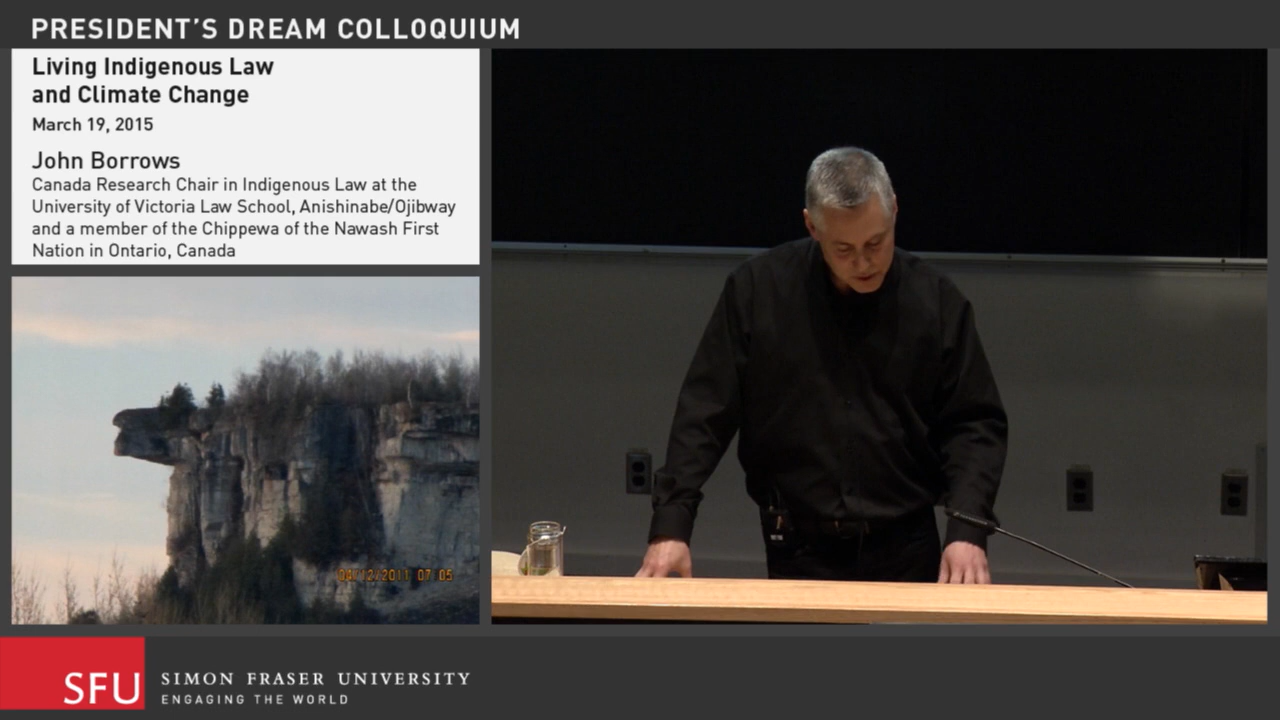 PRESIDENT'S DREAM COLLOQUIUM
Living Indigenous Law
and Climate Change
March 19, 2015
John Borrows
Canada Research Chair in Indigenous Law at the
University of Victoria Law School, Anishinabe/Ojibway
and a member of the Chippewa of the Nawash First
Nation in Ontario, Canada
04/12/2011 07:05
SFU
SIMON FRASER UNIVERSITY
ENGAGING THE WORLD